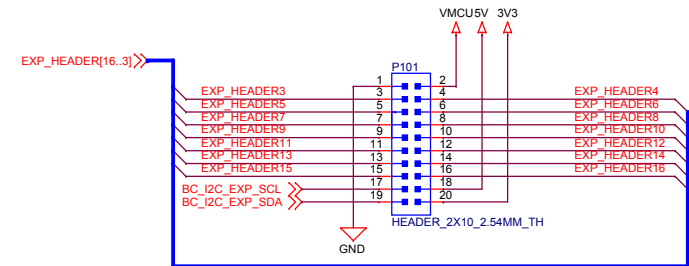 VMCU 5V 3V3
EXP_HEADER[16..3]
P101
1 2
EXP_HEADER3 3 4 EXP_HEADER4
EXP_HEADER5 5 6 EXP_HEADER6
EXP_HEADER7 7 8 EXP_HEADER8
EXP_HEADER9 9 10 EXP_HEADER10
EXP_HEADER11 11 12 EXP_HEADER12
EXP_HEADER13 13 14 EXP_HEADER14
EXP_HEADER15 15 16 EXP_HEADER16
BC_I2C_EXP_SCL 17 18
BC_I2C_EXP_SDA 19 20
HEADER_2X10_2.54MM_TH
GND